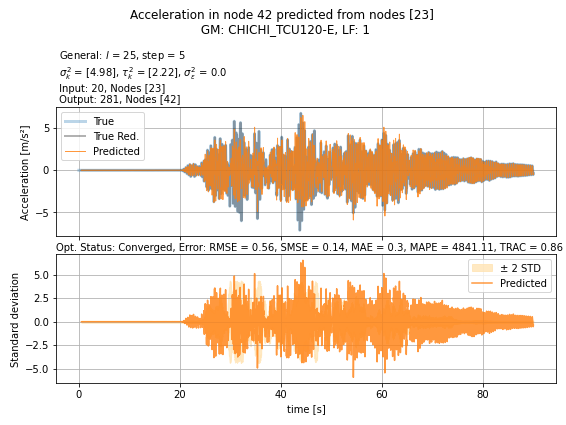 Acceleration in node 42 predicted from nodes [23]
GM: CHICHI_TCU120-E, LF: 1
General: l = 25, step = 5
σ²ₖ = [4.98], τ²ₖ = [2.22], σ²ε = 0.0
Input: 20, Nodes [23]
Output: 281, Nodes [42]
Acceleration [m/s²]
5
0
−5
True
True Red.
Predicted
Opt. Status: Converged, Error: RMSE = 0.56, SMSE = 0.14, MAE = 0.3, MAPE = 4841.11, TRAC = 0.86
Standard deviation
5.0
2.5
0.0
−2.5
−5.0
± 2 STD
Predicted
0 20 40 60 80
time [s]